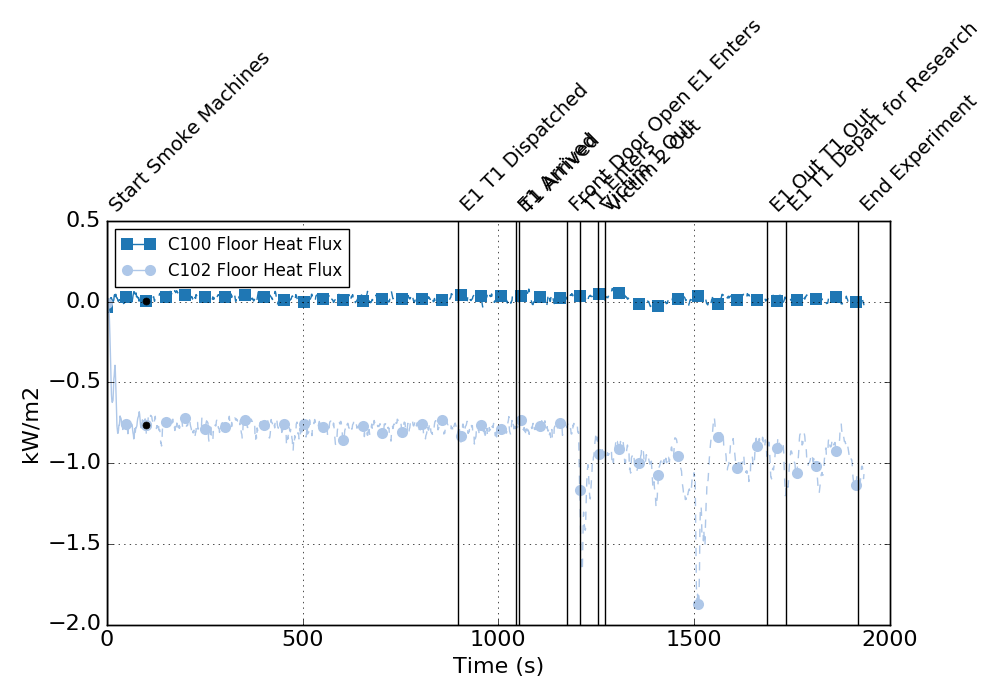 Start Smoke Machines
E1 T1 Dispatched
E1 Arrived
T1 Arrived
Front Door Open E1 Enters
T1 Enters
Victim 1 Out
Victim 2 Out
E1 Out T1 Out
E1 T1 Depart for Research
End Experiment
C100 Floor Heat Flux
C102 Floor Heat Flux
0.5
0.0
−0.5
−1.0
−1.5
−2.0
kW/m2
0
500
1000
1500
2000
Time (s)